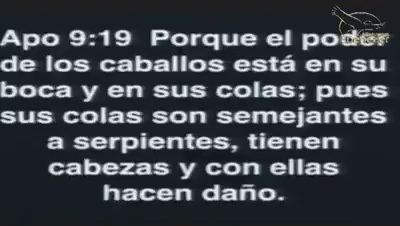 Apo 9:19 Porque el poder
de los caballos está en su
boca y en sus colas; pues
sus colas son semejantes
a serpientes, tienen
cabezas y con ellas
hacen daño.